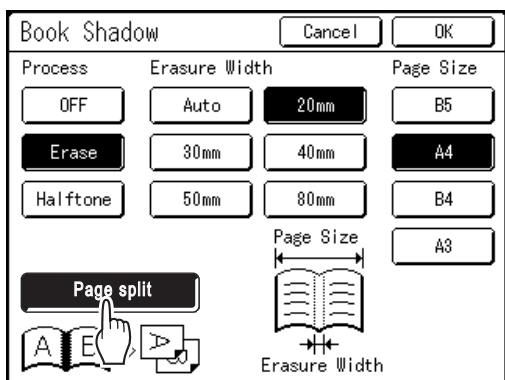 Book Shadow Cancel OK
Process Erasure Width Page Size
OFF Auto 20mm B5
Erase 30mm 40mm A4
Halftone 50mm 80mm B4
Page Size A3
Page split
A B A B
Erasure Width